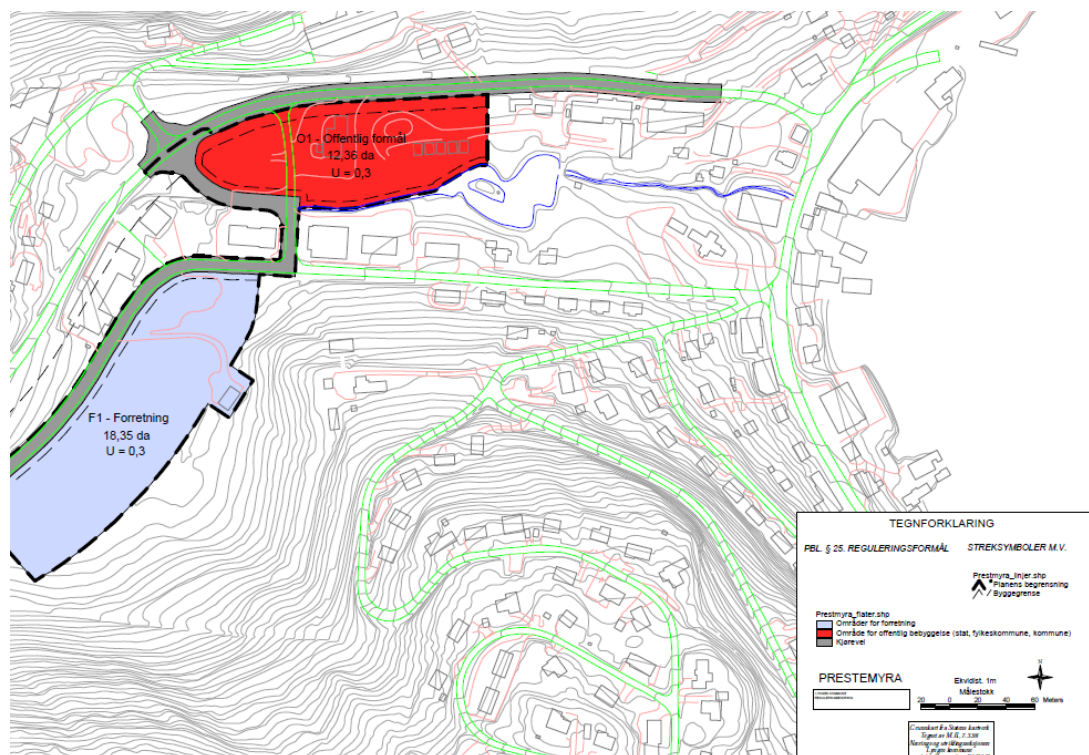 O1 - Offentlig formål
12,36 da
U = 0,3
F1 - Forretning
18,35 da
U = 0,3
TEGNFORKLARING
PBL. § 25. REGULERINGSFORMÅL
STREKSYMBOLER M.V.
Prestmyra_linjer.shp
Planens begrensning
Byggegrense
Prestmyra_flater.shp
Områder for forretning
Område for offentlig bebyggelse (stat, fylkeskommune, kommune)
Kjørevei
PRESTEMYRA
N
Ekvidist. 1m
Målestokk
20 0 20 40 60 Meters
kommune